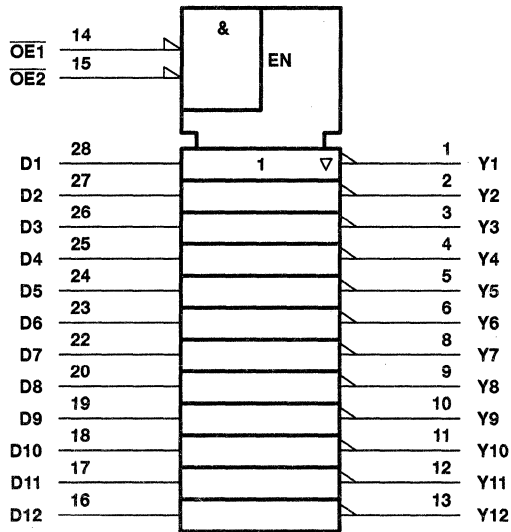 &
EN
OE1 14
OE2 15
D1 28 1 ▽ 1 Y1
D2 27 2 Y2
D3 26 3 Y3
D4 25 4 Y4
D5 24 5 Y5
D6 23 6 Y6
D7 22 8 Y7
D8 20 9 Y8
D9 19 10 Y9
D10 18 11 Y10
D11 17 12 Y11
D12 16 13 Y12